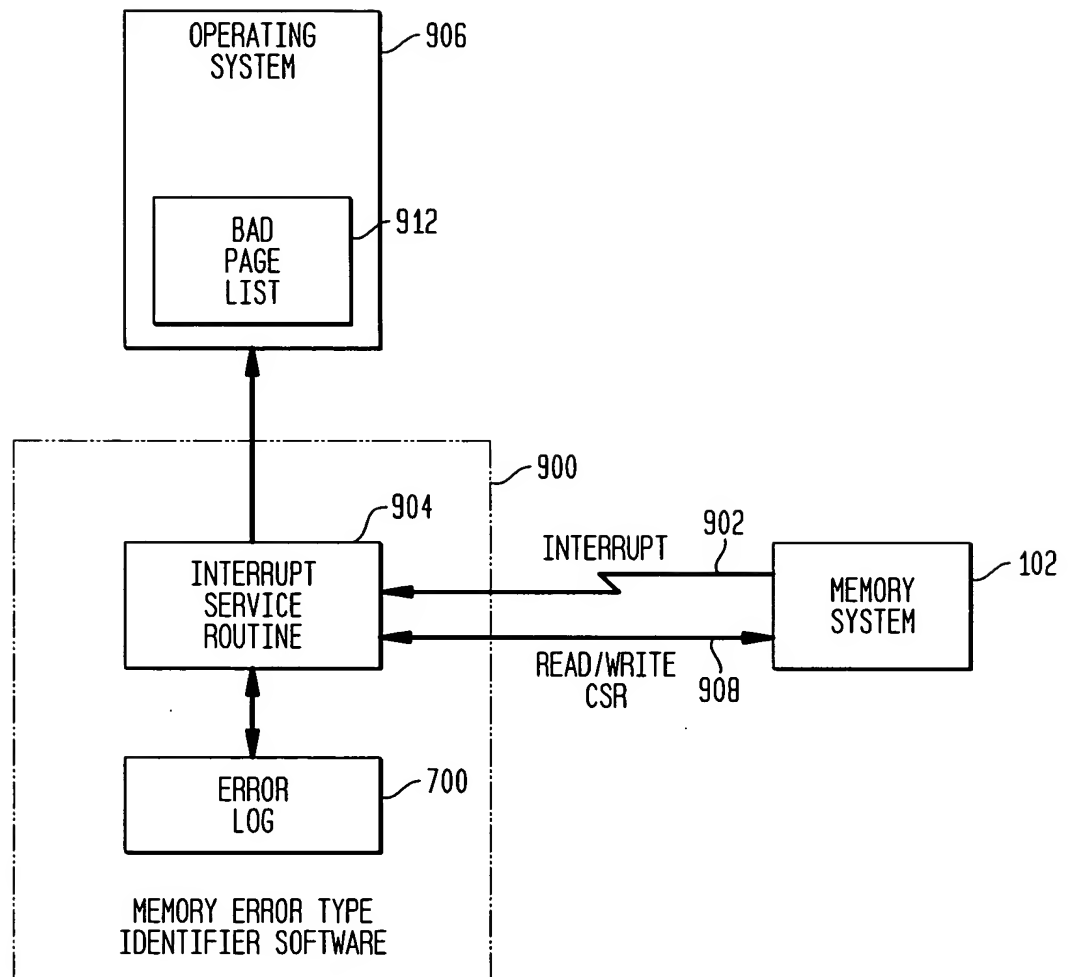 OPERATING
SYSTEM
906
BAD
PAGE
LIST
912
900
904
INTERRUPT
SERVICE
ROUTINE
INTERRUPT
902
MEMORY
SYSTEM
102
READ/WRITE
CSR
908
ERROR
LOG
700
MEMORY ERROR TYPE
IDENTIFIER SOFTWARE